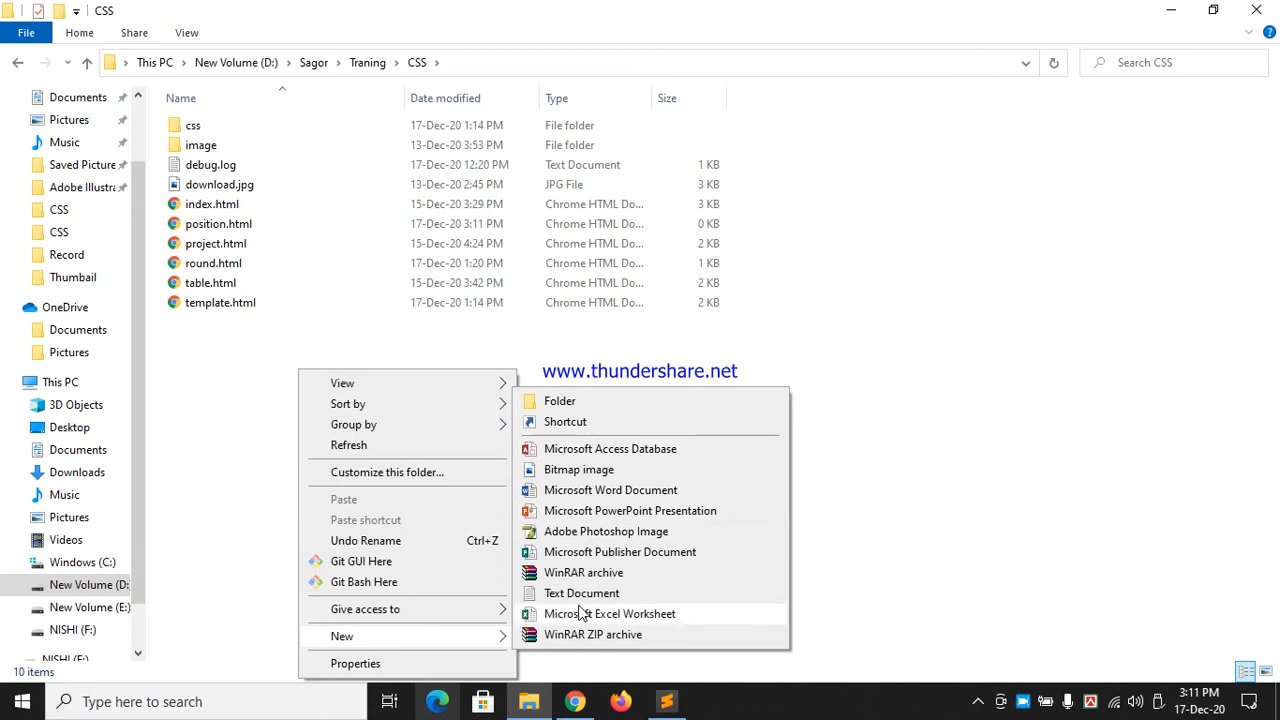 CSS
File Home Share View
This PC New Volume (D:) Sagor Traning CSS Search CSS
Name Date modified Type Size
css 17-Dec-20 1:14 PM File folder
image 13-Dec-20 3:53 PM File folder
debug.log 17-Dec-20 12:20 PM Text Document 1 KB
download.jpg 13-Dec-20 2:45 PM JPG File 3 KB
index.html 15-Dec-20 3:29 PM Chrome HTML Do... 3 KB
position.html 17-Dec-20 3:11 PM Chrome HTML Do... 0 KB
project.html 15-Dec-20 4:24 PM Chrome HTML Do... 2 KB
round.html 17-Dec-20 1:20 PM Chrome HTML Do... 1 KB
table.html 15-Dec-20 3:42 PM Chrome HTML Do... 2 KB
template.html 17-Dec-20 1:14 PM Chrome HTML Do... 2 KB
Documents
Pictures
Music
Saved Picture
Adobe Illustra
CSS
CSS
Record
Thumbail
OneDrive
Documents
Pictures
This PC
3D Objects
Desktop
Documents
Downloads
Music
Pictures
Videos
Windows (C:)
New Volume (D:
New Volume (E:)
NISHI (F:)
www.thundershare.net
View
Sort by
Group by
Refresh
Customize this folder...
Paste
Paste shortcut
Undo Rename Ctrl+Z
Git GUI Here
Git Bash Here
Give access to
New
Properties
Folder
Shortcut
Microsoft Access Database
Bitmap image
Microsoft Word Document
Microsoft PowerPoint Presentation
Adobe Photoshop Image
Microsoft Publisher Document
WinRAR archive
Text Document
Microsoft Excel Worksheet
WinRAR ZIP archive
10 items
Type here to search
3:11 PM
17-Dec-20